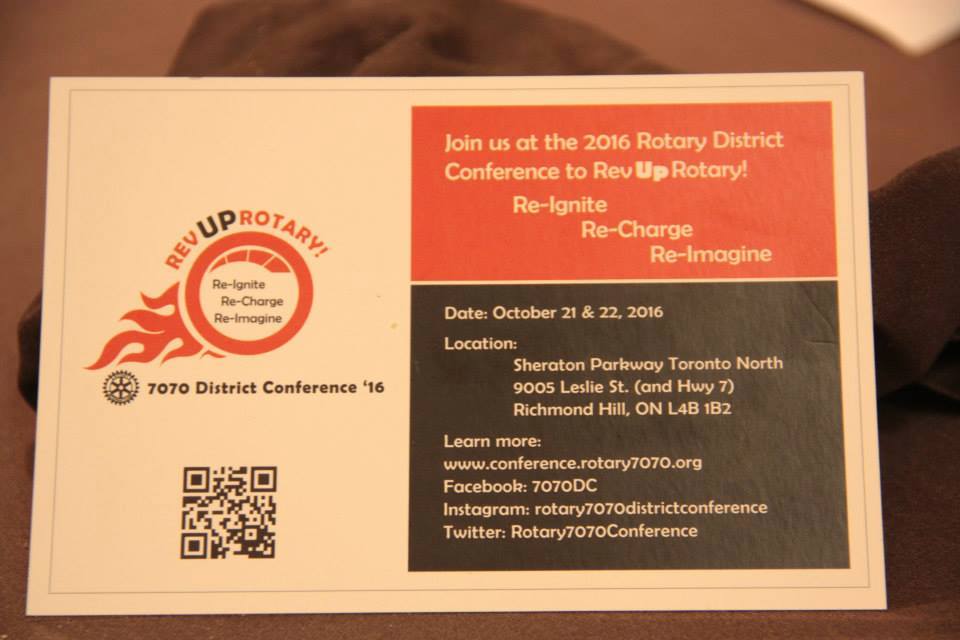 REV UP ROTARY!
Re-Ignite
Re-Charge
Re-Imagine
7070 District Conference '16
Join us at the 2016 Rotary District
Conference to Rev Up Rotary!
Re-Ignite
Re-Charge
Re-Imagine
Date: October 21 & 22, 2016
Location:
Sheraton Parkway Toronto North
9005 Leslie St. (and Hwy 7)
Richmond Hill, ON L4B 1B2
Learn more:
www.conference.rotary7070.org
Facebook: 7070DC
Instagram: rotary7070districtconference
Twitter: Rotary7070Conference